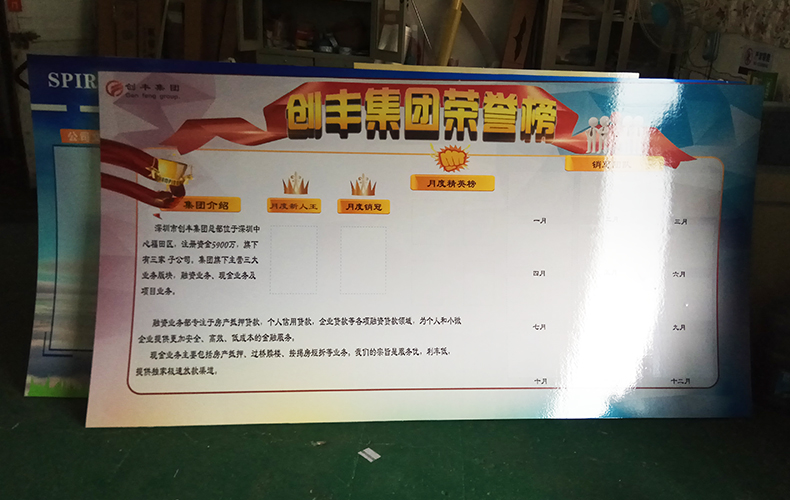 SPIR
创丰集团
创丰集团荣誉榜
集团介绍
月度新人王
月度销冠
月度精英榜
一月
三月
四月
六月
七月
九月
十月
十二月
深圳市创丰集团总部位于深圳中
心福田区，注册资金5900万，旗下
有三家子公司。集团旗下主营三大
业务版块，融资业务、现金业务及
项目业务。
融资业务部专注于房产抵押贷款，个人信用贷款，企业贷款等各项融资贷款领域，为个人和小微
企业提供更加安全、高效、低成本的金融服务。
现金业务主要包括房产抵押、过桥赎楼、按揭房短拆等业务。我们的宗旨是服务优，利率低，
提供独家极速放款渠道。